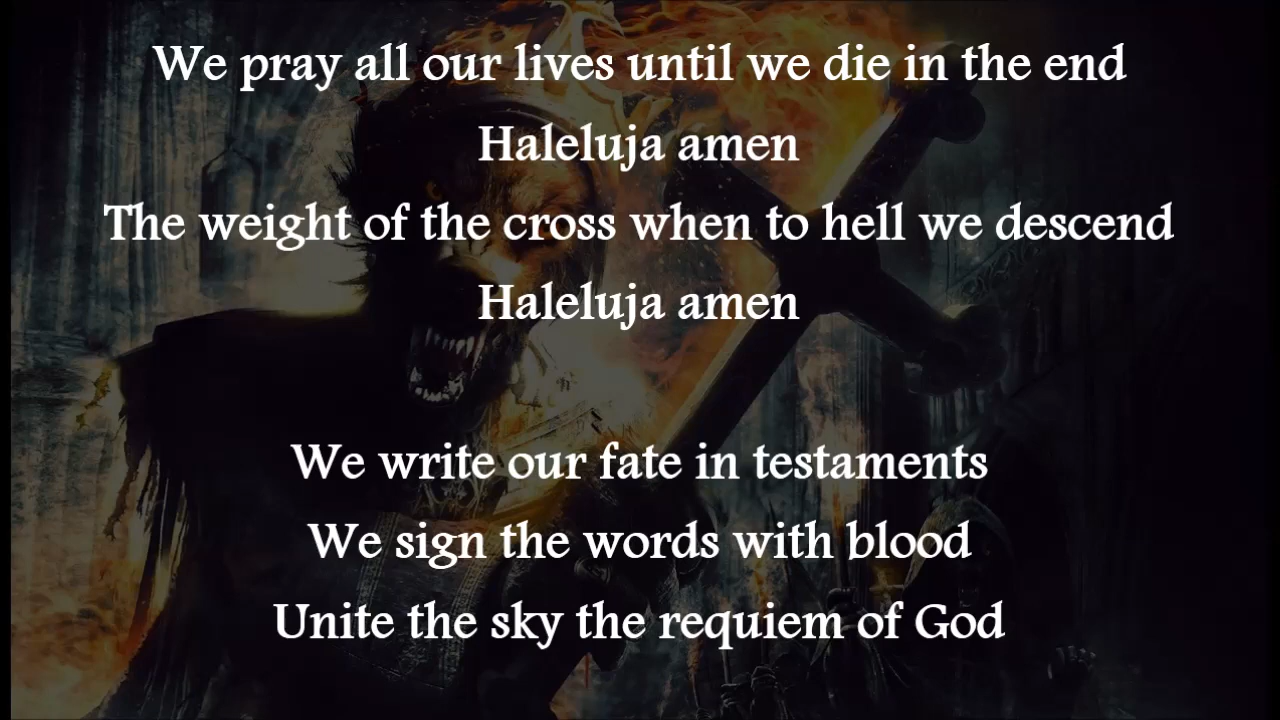 We pray all our lives until we die in the end
Haleluja amen
The weight of the cross when to hell we descend
Haleluja amen
We write our fate in testaments
We sign the words with blood
Unite the sky the requiem of God